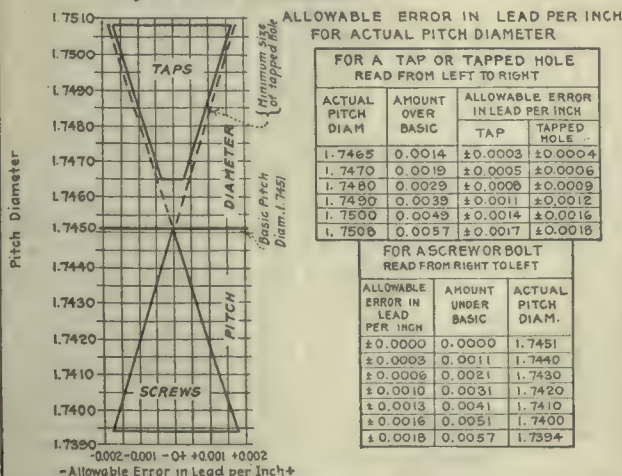 ALLOWABLE ERROR IN LEAD PER INCH
FOR ACTUAL PITCH DIAMETER
1.7510
1.7500
1.7490
1.7480
1.7470
1.7460
1.7450
1.7440
1.7430
1.7420
1.7410
1.7400
1.7390
Pitch Diameter
TAPS
SCREWS
DIAMETER
PITCH
Minimum size
of tapped hole
Basic Pitch
Diam. 1.7451
-0.002 -0.001 -0+ +0.001 +0.002
-Allowable Error in Lead per Inch+
FOR A TAP OR TAPPED HOLE
READ FROM LEFT TO RIGHT
ACTUAL PITCH DIAM
AMOUNT OVER BASIC
ALLOWABLE ERROR IN LEAD PER INCH
TAP
TAPPED HOLE
1.7465 0.0014 ±0.0003 ±0.0004
1.7470 0.0019 ±0.0005 ±0.0006
1.7480 0.0029 ±0.0008 ±0.0009
1.7490 0.0039 ±0.0011 ±0.0012
1.7500 0.0049 ±0.0014 ±0.0016
1.7508 0.0057 ±0.0017 ±0.0018
FOR A SCREW OR BOLT
READ FROM RIGHT TO LEFT
ALLOWABLE ERROR IN LEAD PER INCH
AMOUNT UNDER BASIC
ACTUAL PITCH DIAM.
±0.0000 0.0000 1.7451
±0.0003 0.0011 1.7440
±0.0006 0.0021 1.7430
±0.0010 0.0031 1.7420
±0.0013 0.0041 1.7410
±0.0016 0.0051 1.7400
±0.0018 0.0057 1.7394